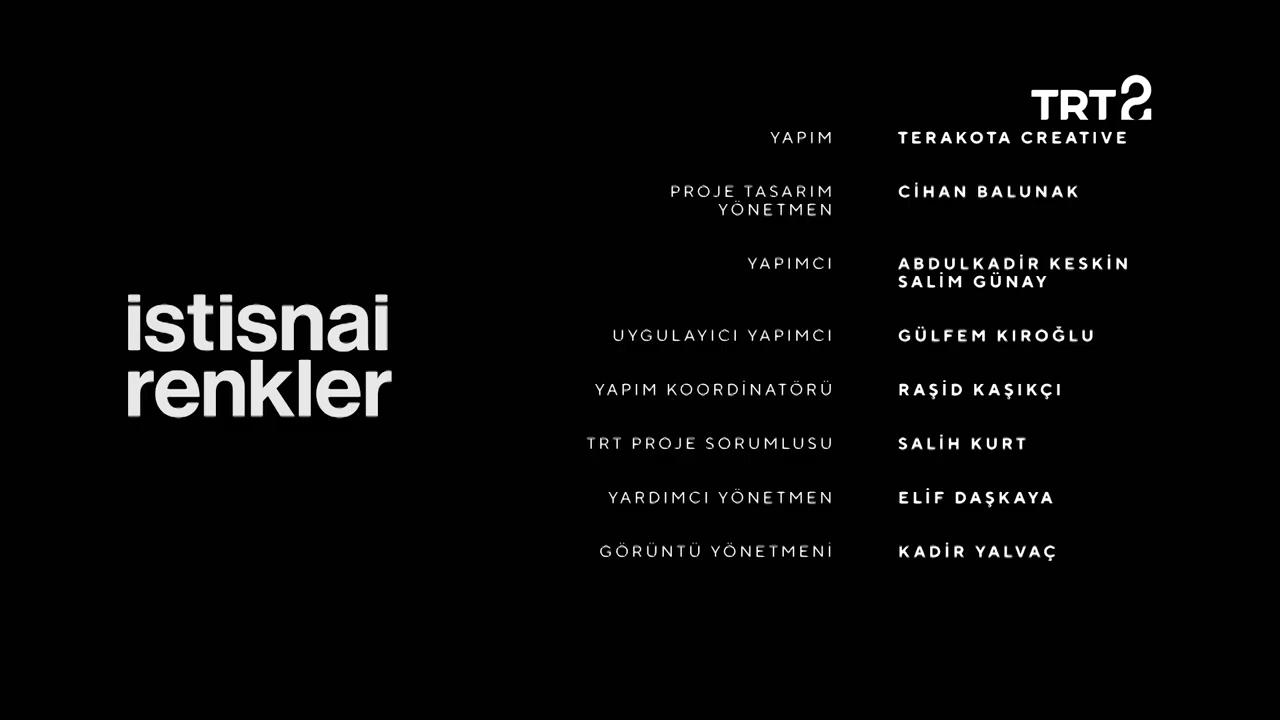 TRT2
YAPIM TERAKOTA CREATIVE
PROJE TASARIM CİHAN BALUNAK
YÖNETMEN
YAPIMCI ABDULKADİR KESKİN
SALİM GÜNAY
istisnai
renkler
UYGULAYICI YAPIMCI GÜLFEM KIROĞLU
YAPIM KOORDİNATÖRÜ RAŞİD KAŞIKÇI
TRT PROJE SORUMLUSU SALİH KURT
YARDIMCI YÖNETMEN ELİF DAŞKAYA
GÖRÜNTÜ YÖNETMENİ KADİR YALVAÇ